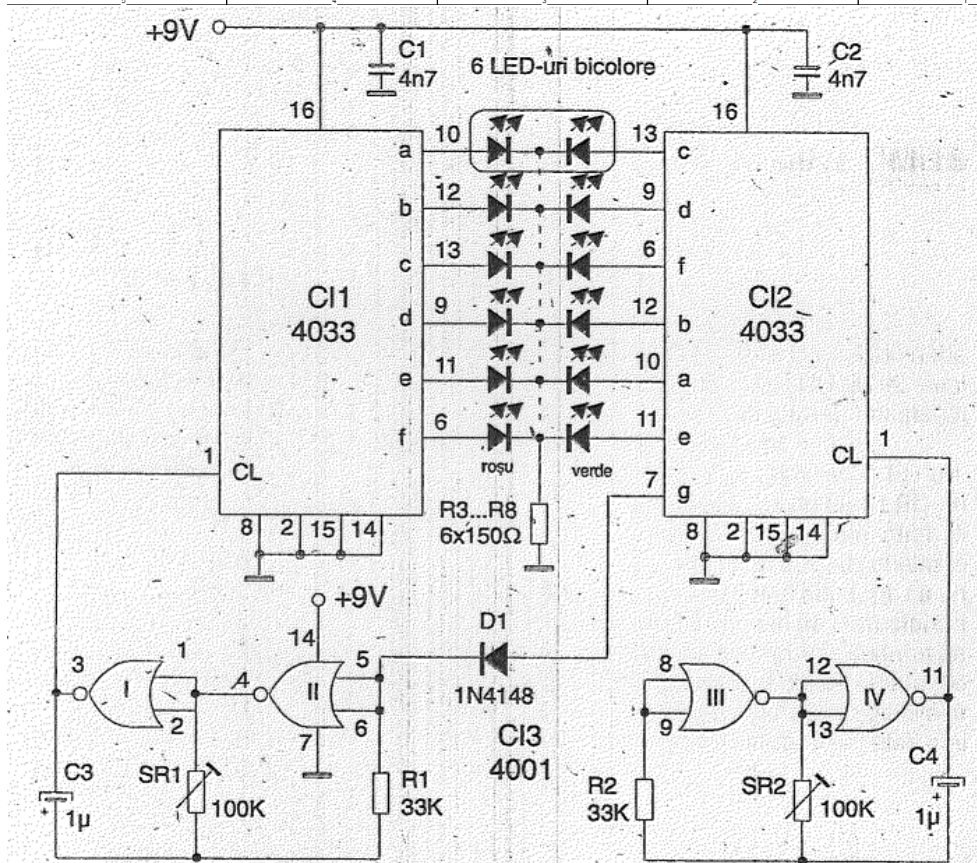 +9V
C1
4n7
6 LED-uri bicolore
C2
4n7
16
16
a
10
13
c
b
12
9
d
c
13
6
f
CI1
4033
CI2
4033
d
9
12
b
e
11
10
a
f
6
11
e
1
CL
roșu
verde
CL
1
7
g
R3...R8
6x150Ω
8
2
15
14
8
2
15
14
+9V
14
D1
1N4148
3
I
1
2
4
II
5
6
7
8
9
III
12
13
IV
11
CI3
4001
C3
+
1µ
SR1
100K
R1
33K
R2
33K
SR2
100K
C4
+
1µ